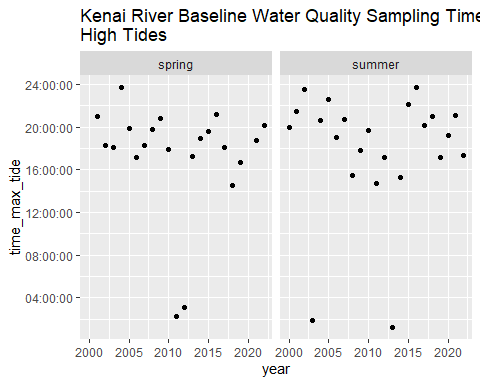 Kenai River Baseline Water Quality Sampling Time
High Tides
spring
summer
24:00:00
20:00:00
16:00:00
12:00:00
08:00:00
04:00:00
time_max_tide
2000 2005 2010 2015 2020 2000 2005 2010 2015 2020
year